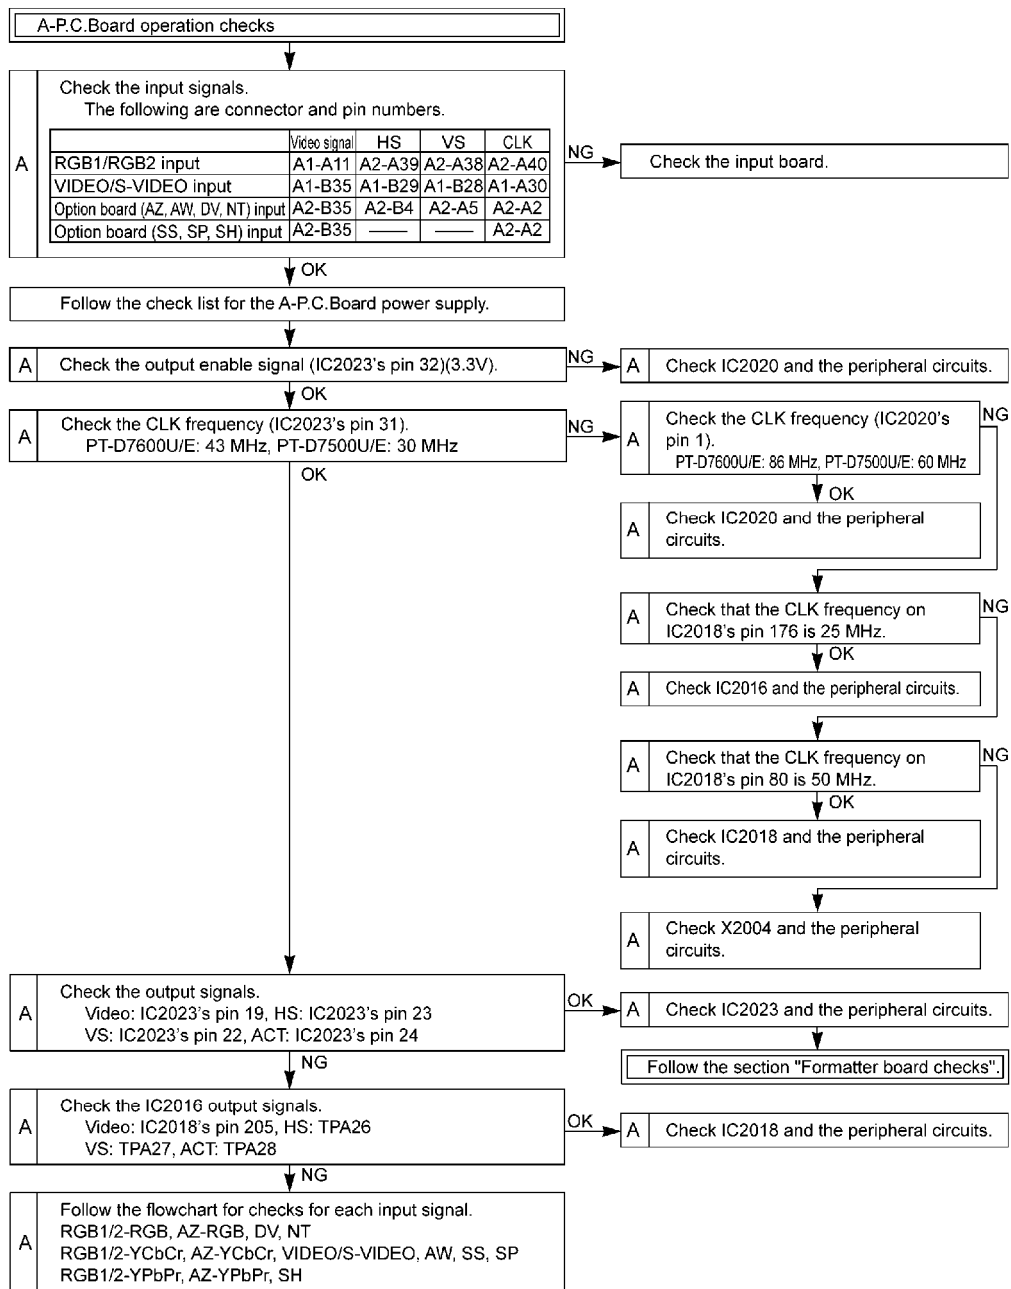 A-P.C.Board operation checks
A
Check the input signals.
The following are connector and pin numbers.
Video signal HS VS CLK
RGB1/RGB2 input A1-A11 A2-A39 A2-A38 A2-A40
VIDEO/S-VIDEO input A1-B35 A1-B29 A1-B28 A1-A30
Option board (AZ, AW, DV, NT) input A2-B35 A2-B4 A2-A5 A2-A2
Option board (SS, SP, SH) input A2-B35 —— —— A2-A2
NG
Check the input board.
OK
Follow the check list for the A-P.C.Board power supply.
A
Check the output enable signal (IC2023's pin 32)(3.3V).
NG
A
Check IC2020 and the peripheral circuits.
OK
A
Check the CLK frequency (IC2023's pin 31).
PT-D7600U/E: 43 MHz, PT-D7500U/E: 30 MHz
NG
A
Check the CLK frequency (IC2020's
pin 1).
PT-D7600U/E: 86 MHz, PT-D7500U/E: 60 MHz
NG
OK
OK
A
Check IC2020 and the peripheral
circuits.
A
Check that the CLK frequency on
IC2018's pin 176 is 25 MHz.
NG
OK
A
Check IC2016 and the peripheral circuits.
A
Check that the CLK frequency on
IC2018's pin 80 is 50 MHz.
NG
OK
A
Check IC2018 and the peripheral
circuits.
A
Check X2004 and the peripheral
circuits.
A
Check the output signals.
Video: IC2023's pin 19, HS: IC2023's pin 23
VS: IC2023's pin 22, ACT: IC2023's pin 24
OK
A
Check IC2023 and the peripheral circuits.
Follow the section "Formatter board checks".
NG
A
Check the IC2016 output signals.
Video: IC2018's pin 205, HS: TPA26
VS: TPA27, ACT: TPA28
OK
A
Check IC2018 and the peripheral circuits.
NG
A
Follow the flowchart for checks for each input signal.
RGB1/2-RGB, AZ-RGB, DV, NT
RGB1/2-YCbCr, AZ-YCbCr, VIDEO/S-VIDEO, AW, SS, SP
RGB1/2-YPbPr, AZ-YPbPr, SH